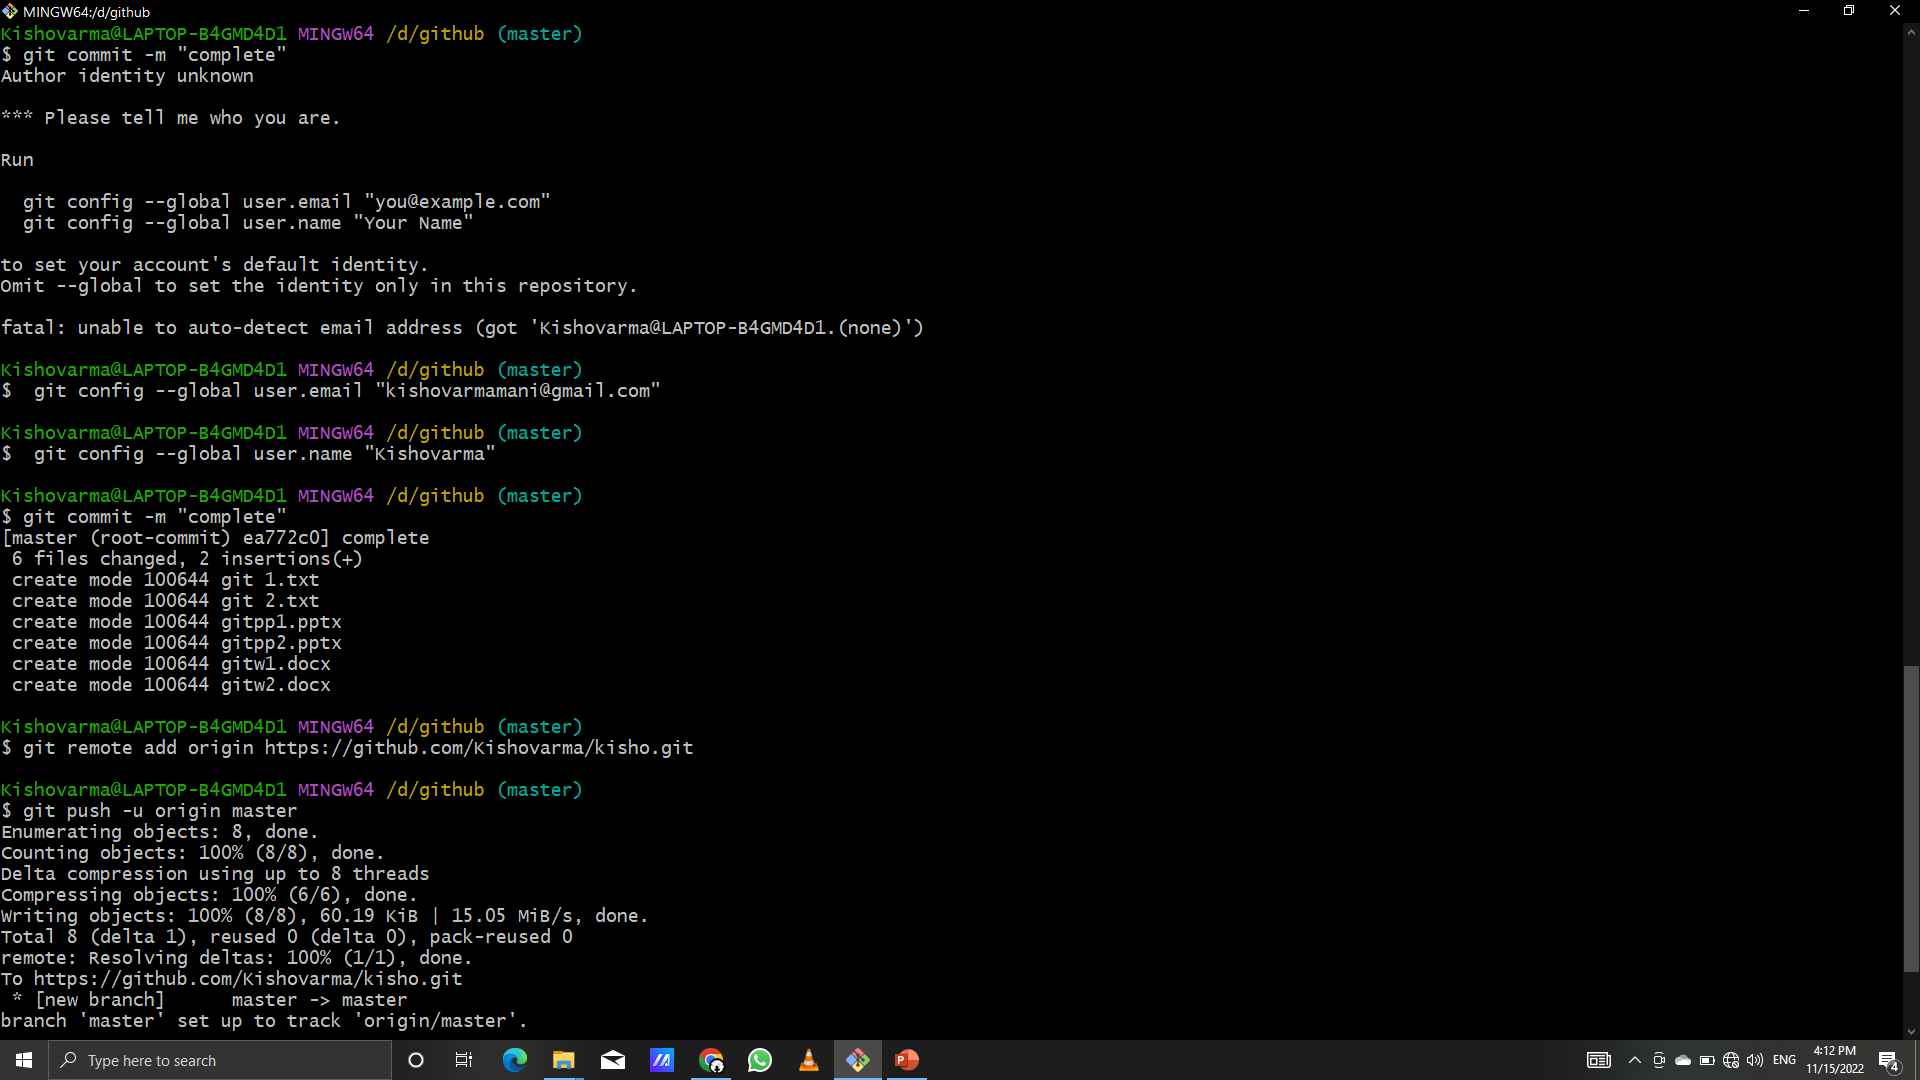 MINGW64:/d/github
Kishovarma@LAPTOP-B4GMD4D1 MINGW64 /d/github (master)
$ git commit -m "complete"
Author identity unknown
*** Please tell me who you are.
Run
git config --global user.email "you@example.com"
git config --global user.name "Your Name"
to set your account's default identity.
Omit --global to set the identity only in this repository.
fatal: unable to auto-detect email address (got 'Kishovarma@LAPTOP-B4GMD4D1.(none)')
Kishovarma@LAPTOP-B4GMD4D1 MINGW64 /d/github (master)
$  git config --global user.email "kishovarmamani@gmail.com"
Kishovarma@LAPTOP-B4GMD4D1 MINGW64 /d/github (master)
$  git config --global user.name "Kishovarma"
Kishovarma@LAPTOP-B4GMD4D1 MINGW64 /d/github (master)
$ git commit -m "complete"
[master (root-commit) ea772c0] complete
6 files changed, 2 insertions(+)
create mode 100644 git 1.txt
create mode 100644 git 2.txt
create mode 100644 gitpp1.pptx
create mode 100644 gitpp2.pptx
create mode 100644 gitw1.docx
create mode 100644 gitw2.docx
Kishovarma@LAPTOP-B4GMD4D1 MINGW64 /d/github (master)
$ git remote add origin https://github.com/Kishovarma/kisho.git
Kishovarma@LAPTOP-B4GMD4D1 MINGW64 /d/github (master)
$ git push -u origin master
Enumerating objects: 8, done.
Counting objects: 100% (8/8), done.
Delta compression using up to 8 threads
Compressing objects: 100% (6/6), done.
Writing objects: 100% (8/8), 60.19 KiB | 15.05 MiB/s, done.
Total 8 (delta 1), reused 0 (delta 0), pack-reused 0
remote: Resolving deltas: 100% (1/1), done.
To https://github.com/Kishovarma/kisho.git
* [new branch]      master -> master
branch 'master' set up to track 'origin/master'.
Type here to search
ENG
4:12 PM
11/15/2022
4